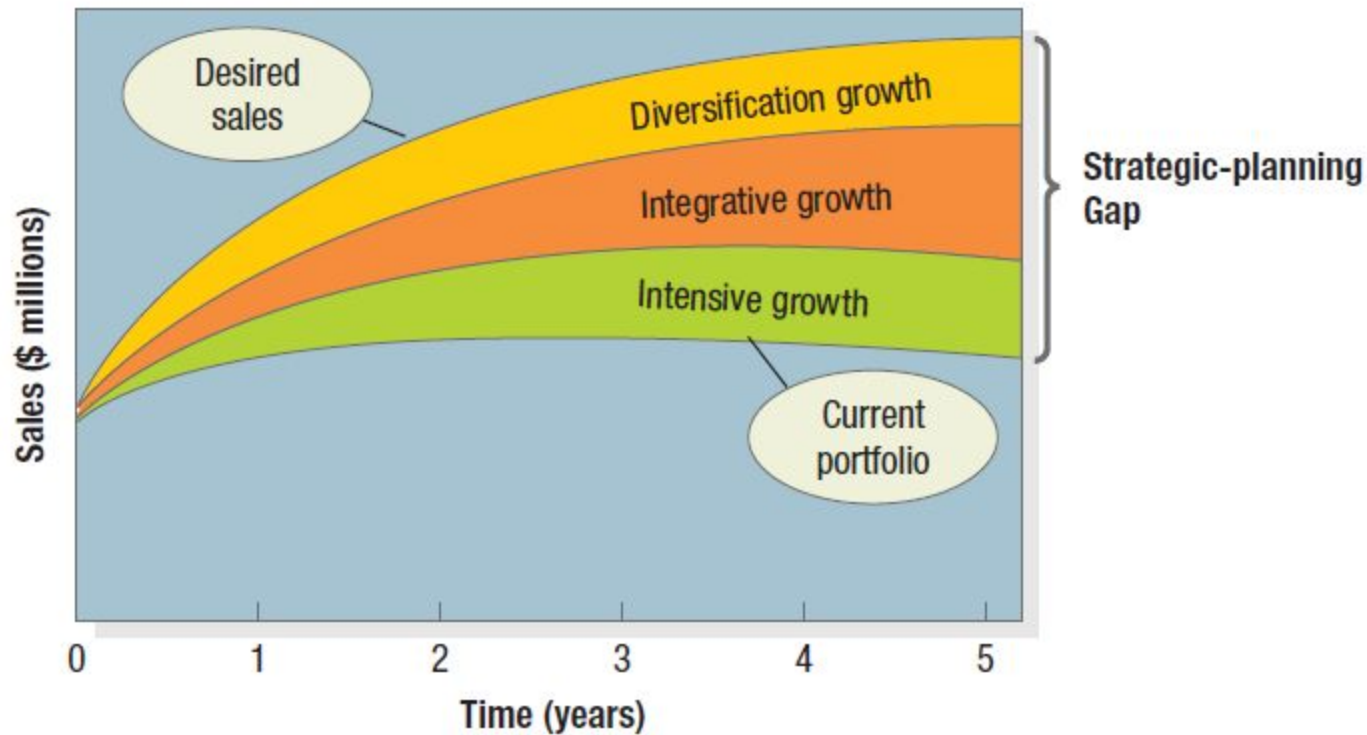 Desired
sales
Diversification growth
Integrative growth
Intensive growth
Current
portfolio
Strategic-planning
Gap
Sales ($ millions)
0 1 2 3 4 5
Time (years)